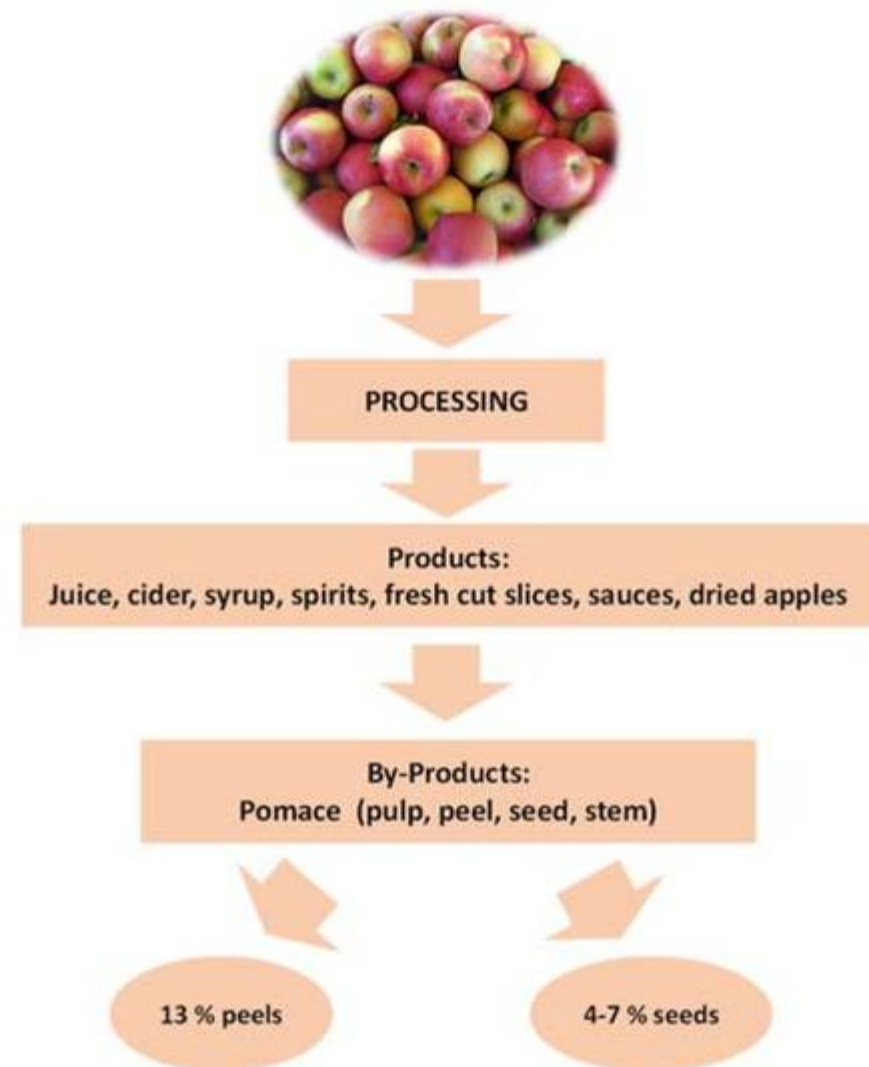 PROCESSING
Products:
Juice, cider, syrup, spirits, fresh cut slices, sauces, dried apples
By-Products:
Pomace (pulp, peel, seed, stem)
13 % peels
4-7 % seeds